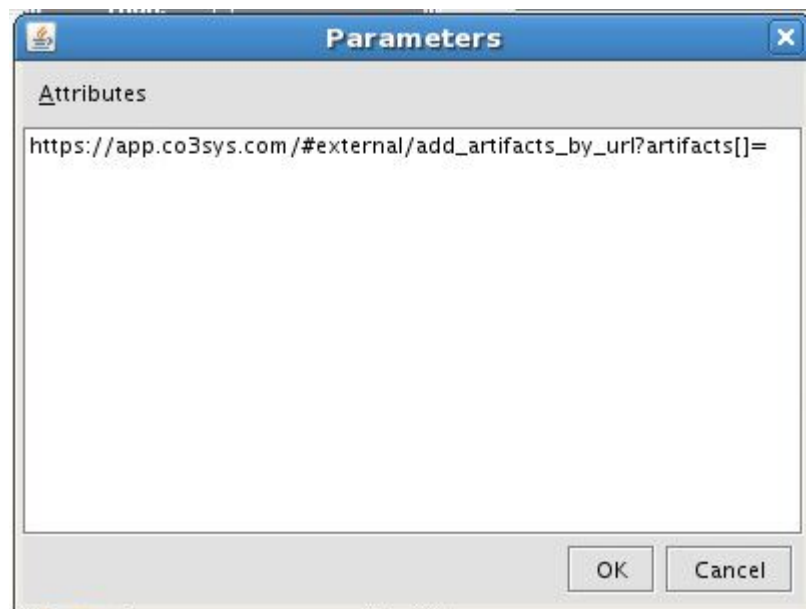 Parameters
Attributes
https://app.co3sys.com/#external/add_artifacts_by_url?artifacts[]=
OK
Cancel